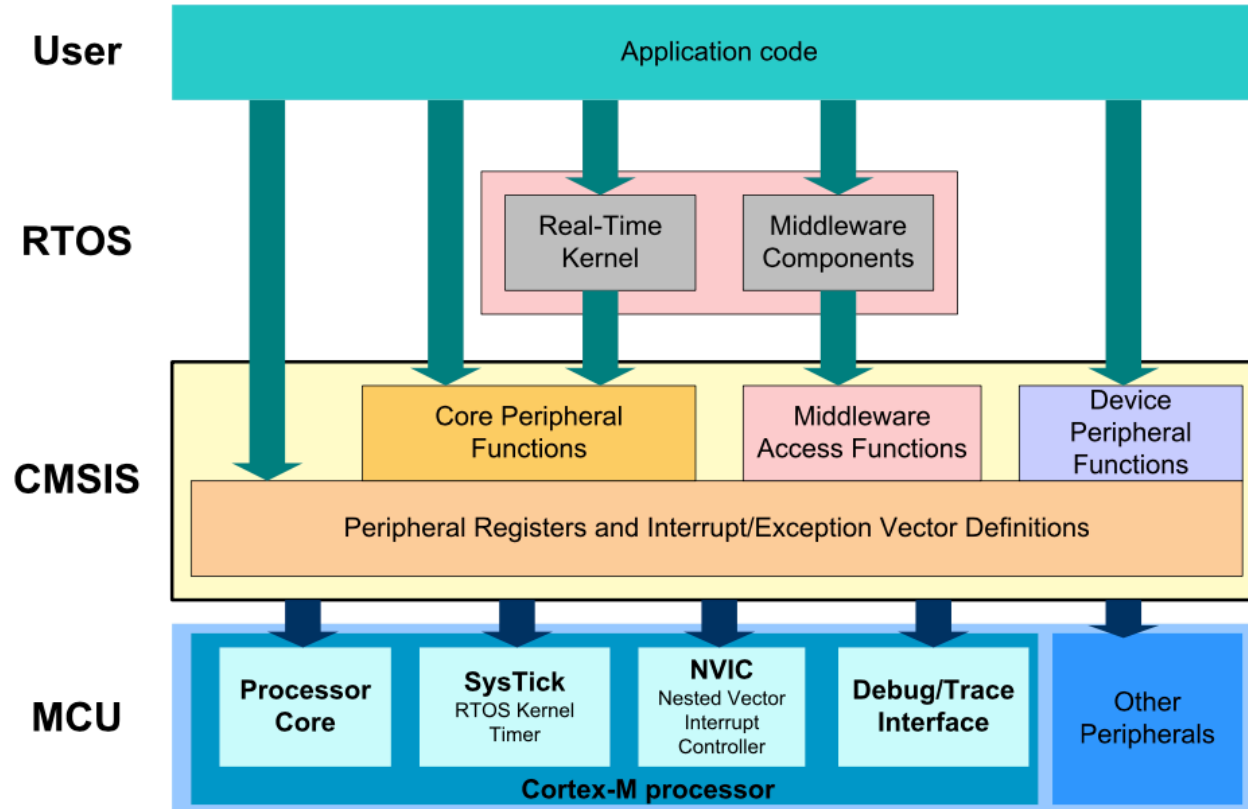 User
Application code
RTOS
Real-Time
Kernel
Middleware
Components
CMSIS
Core Peripheral
Functions
Middleware
Access Functions
Device
Peripheral
Functions
Peripheral Registers and Interrupt/Exception Vector Definitions
MCU
Processor
Core
SysTick
RTOS Kernel
Timer
NVIC
Nested Vector
Interrupt
Controller
Debug/Trace
Interface
Other
Peripherals
Cortex-M processor